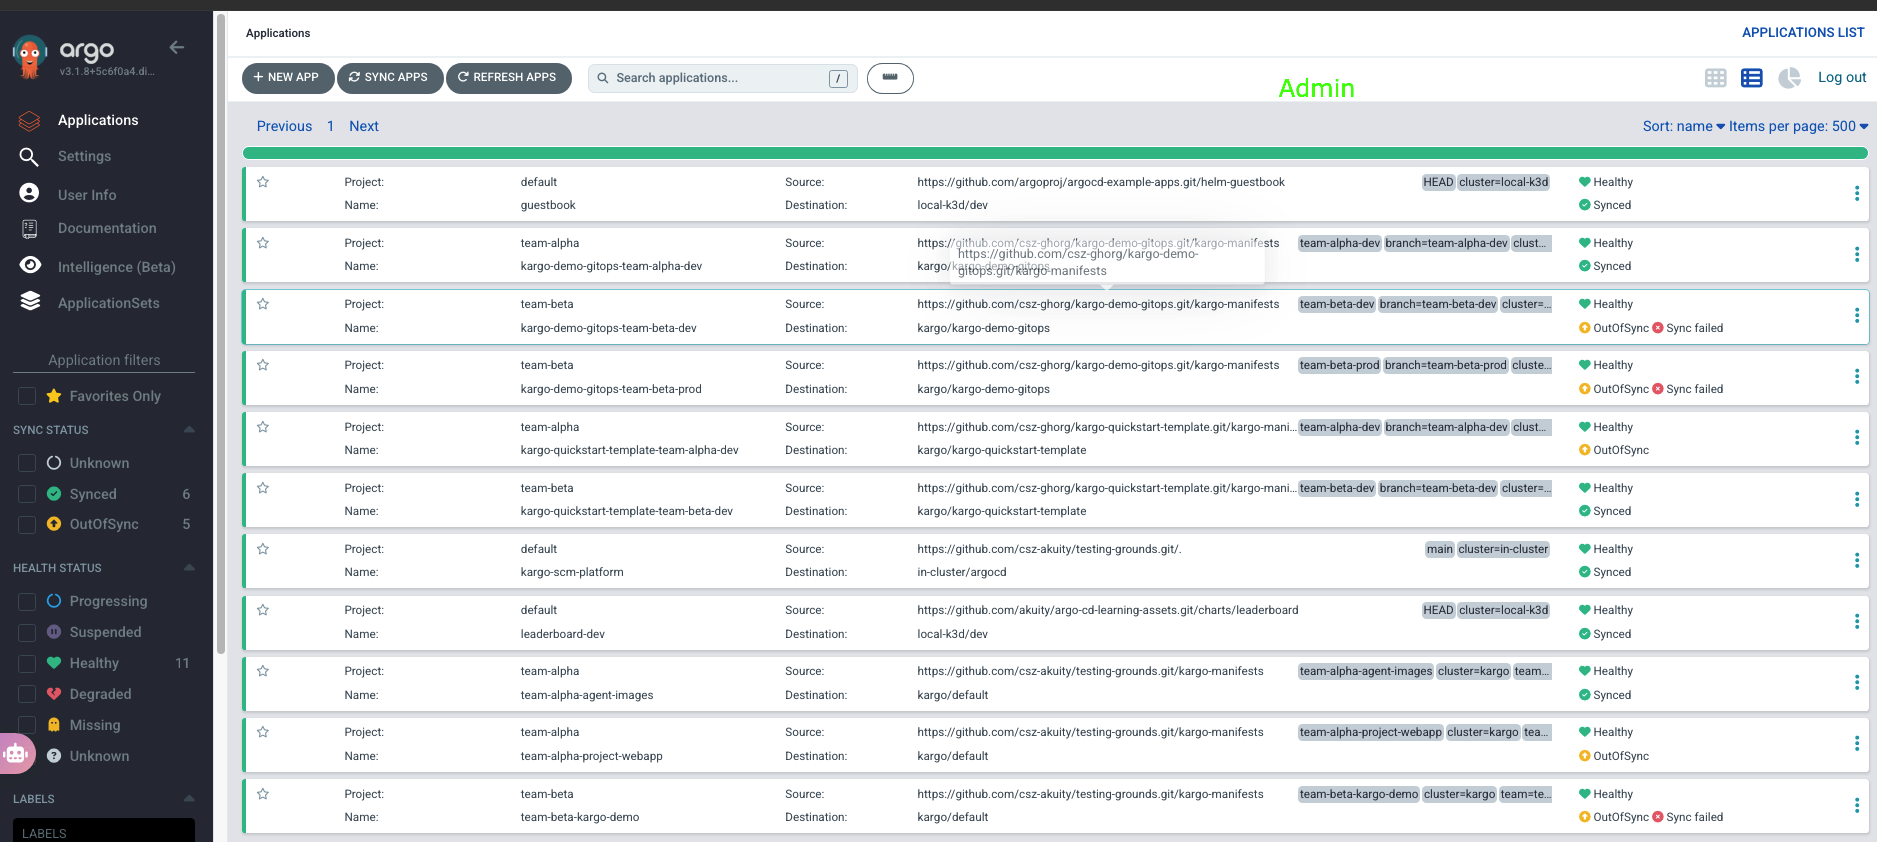 Applications
APPLICATIONS LIST
argo
v3.1.8+5c6f0a4.di...
Applications
Settings
User Info
Documentation
Intelligence (Beta)
ApplicationSets
Application filters
Favorites Only
SYNC STATUS
Unknown
Synced 6
OutOfSync 5
HEALTH STATUS
Progressing
Suspended
Healthy 11
Degraded
Missing
Unknown
LABELS
LABELS
+ NEW APP
SYNC APPS
REFRESH APPS
Search applications... /
Admin
Log out
Previous 1 Next
Sort: name Items per page: 500
Project: default Source: https://github.com/argoproj/argocd-example-apps.git/helm-guestbook HEAD cluster=local-k3d Healthy
Name: guestbook Destination: local-k3d/dev Synced
Project: team-alpha Source: https://github.com/csz-ghorg/kargo-demo-gitops.git/kargo-manifests team-alpha-dev branch=team-alpha-dev clust... Healthy
Name: kargo-demo-gitops-team-alpha-dev Destination: kargo/kargo-demo-gitops Synced
https://github.com/csz-ghorg/kargo-demo-
gitops.git/kargo-manifests
Project: team-beta Source: https://github.com/csz-ghorg/kargo-demo-gitops.git/kargo-manifests team-beta-dev branch=team-beta-dev cluster=... Healthy
Name: kargo-demo-gitops-team-beta-dev Destination: kargo/kargo-demo-gitops OutOfSync Sync failed
Project: team-beta Source: https://github.com/csz-ghorg/kargo-demo-gitops.git/kargo-manifests team-beta-prod branch=team-beta-prod cluste... Healthy
Name: kargo-demo-gitops-team-beta-prod Destination: kargo/kargo-demo-gitops OutOfSync Sync failed
Project: team-alpha Source: https://github.com/csz-ghorg/kargo-quickstart-template.git/kargo-mani... team-alpha-dev branch=team-alpha-dev clust... Healthy
Name: kargo-quickstart-template-team-alpha-dev Destination: kargo/kargo-quickstart-template OutOfSync
Project: team-beta Source: https://github.com/csz-ghorg/kargo-quickstart-template.git/kargo-mani... team-beta-dev branch=team-beta-dev cluster=... Healthy
Name: kargo-quickstart-template-team-beta-dev Destination: kargo/kargo-quickstart-template Synced
Project: default Source: https://github.com/csz-akuity/testing-grounds.git/. main cluster=in-cluster Healthy
Name: kargo-scm-platform Destination: in-cluster/argocd Synced
Project: default Source: https://github.com/akuity/argo-cd-learning-assets.git/charts/leaderboard HEAD cluster=local-k3d Healthy
Name: leaderboard-dev Destination: local-k3d/dev Synced
Project: team-alpha Source: https://github.com/csz-akuity/testing-grounds.git/kargo-manifests team-alpha-agent-images cluster=kargo team... Healthy
Name: team-alpha-agent-images Destination: kargo/default Synced
Project: team-alpha Source: https://github.com/csz-akuity/testing-grounds.git/kargo-manifests team-alpha-project-webapp cluster=kargo tea... Healthy
Name: team-alpha-project-webapp Destination: kargo/default OutOfSync
Project: team-beta Source: https://github.com/csz-akuity/testing-grounds.git/kargo-manifests team-beta-kargo-demo cluster=kargo team=te... Healthy
Name: team-beta-kargo-demo Destination: kargo/default OutOfSync Sync failed